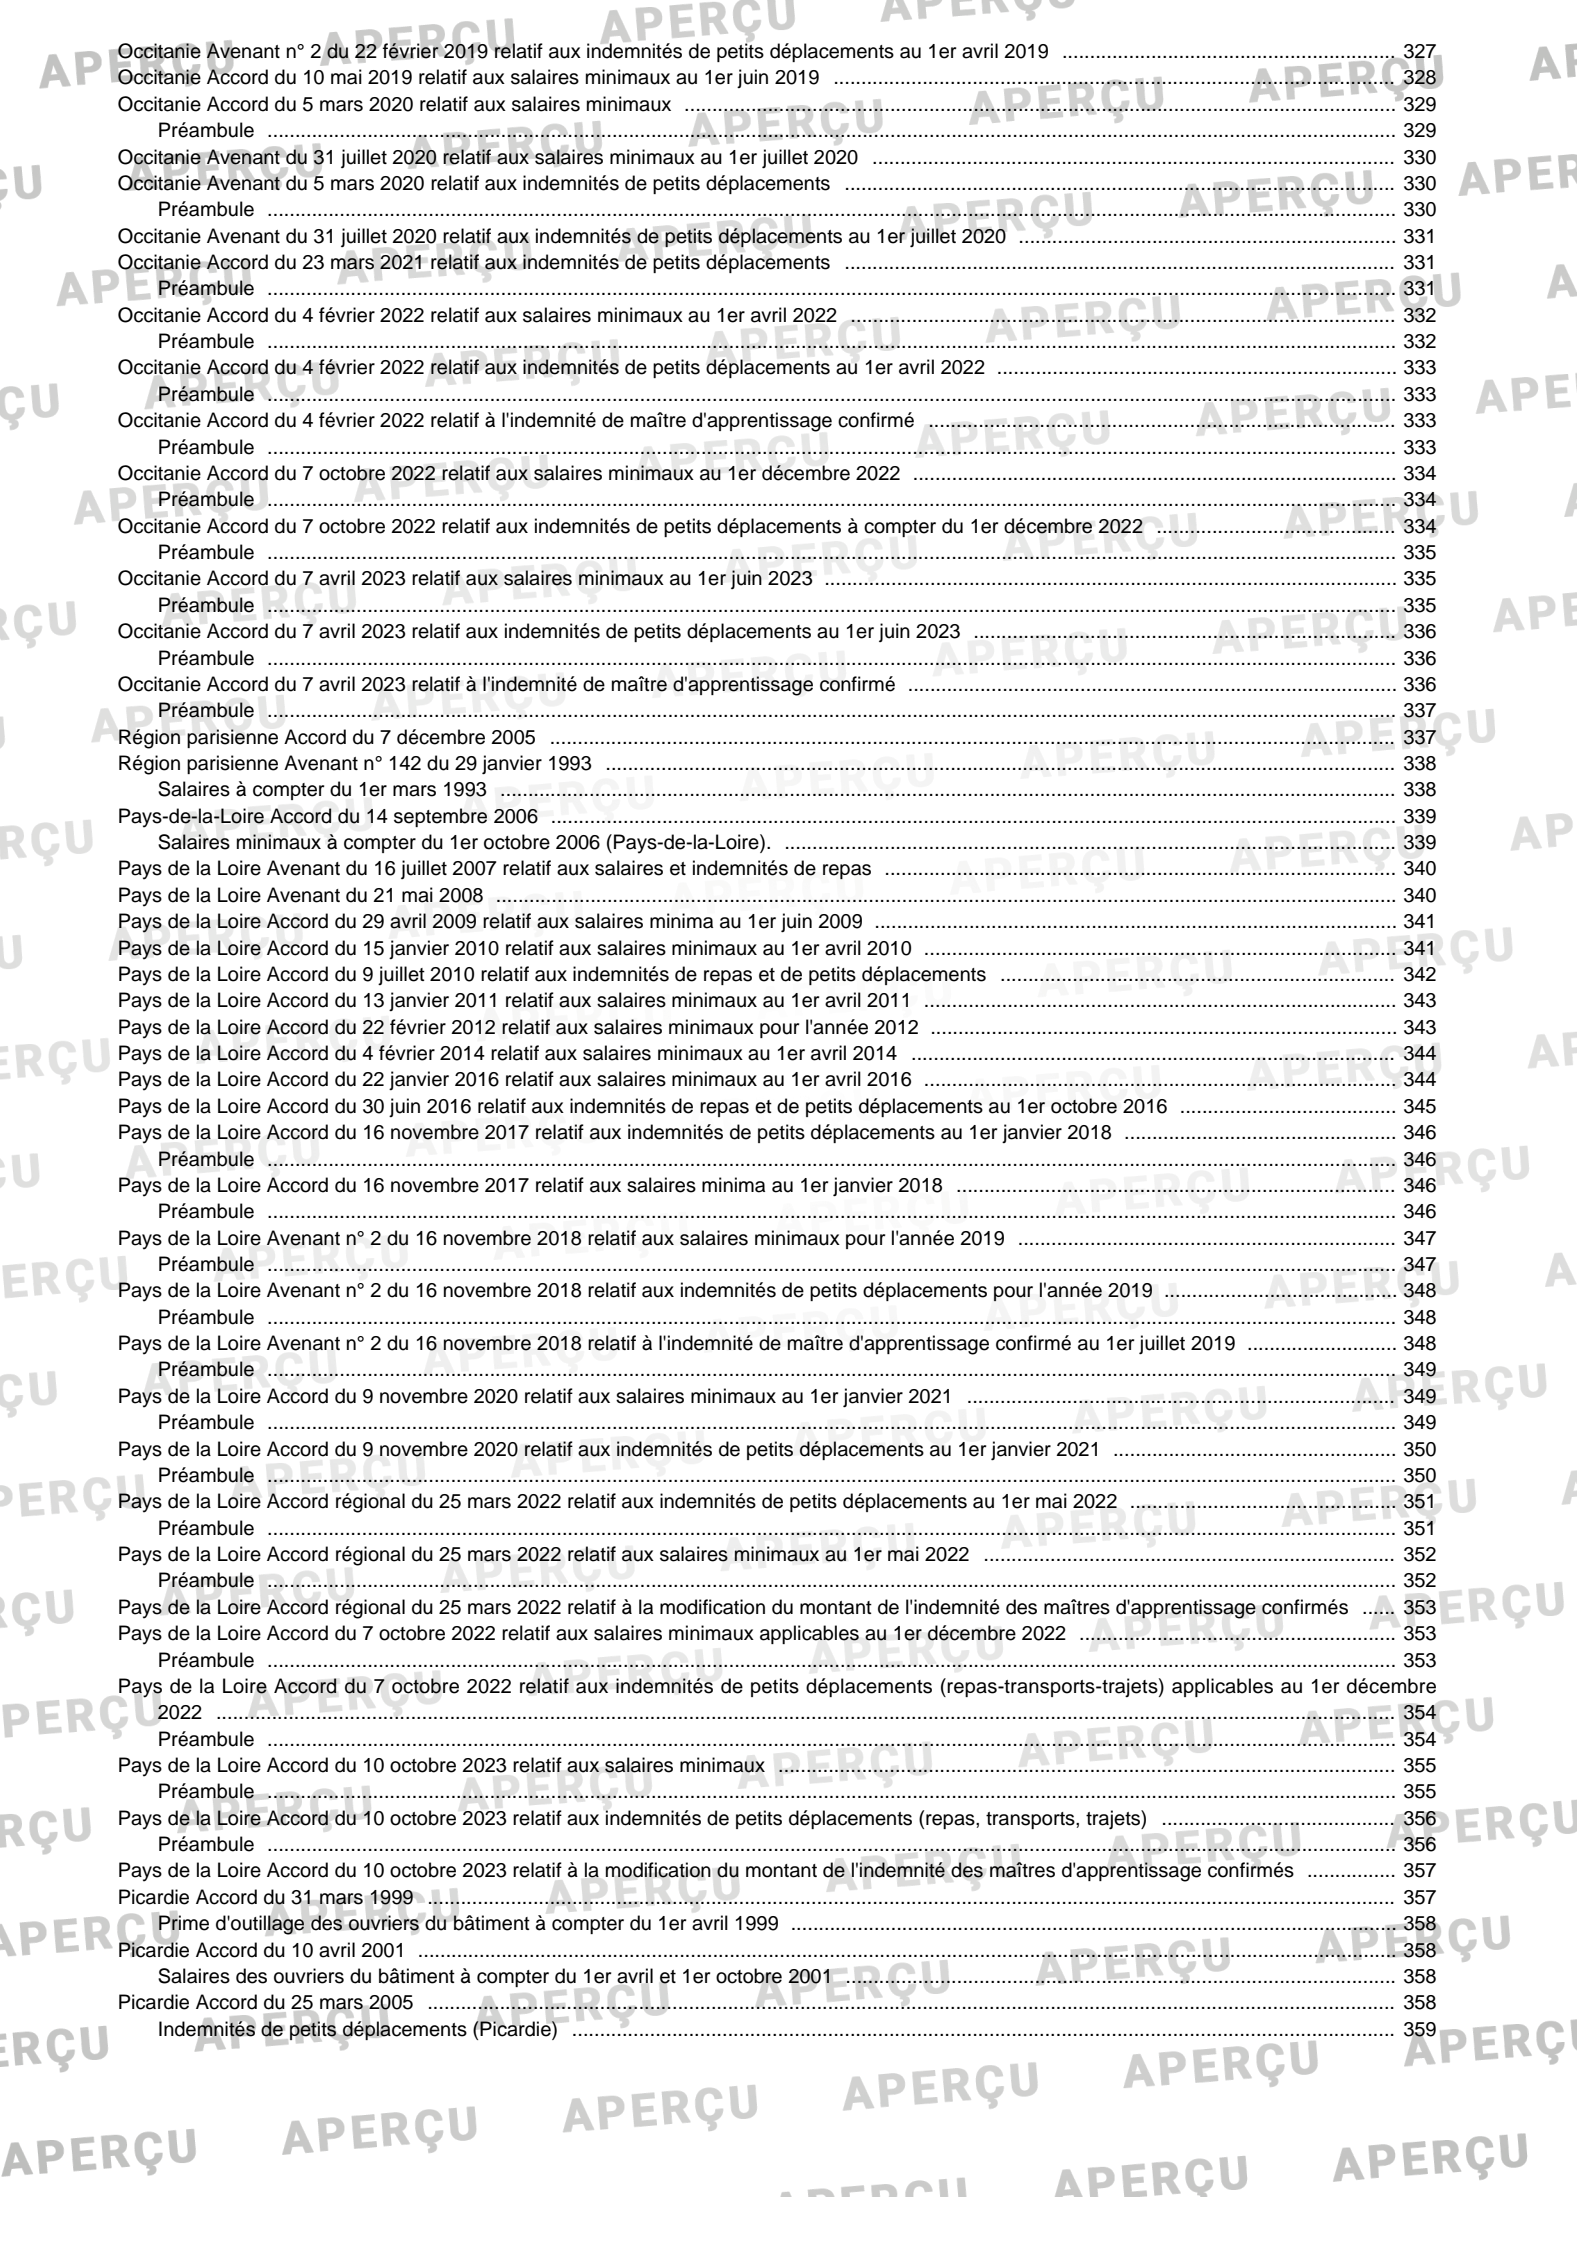 Occitanie Avenant n° 2 du 22 février 2019 relatif aux indemnités de petits déplacements au 1er avril 2019 ... 327
Occitanie Accord du 10 mai 2019 relatif aux salaires minimaux au 1er juin 2019 ... 328
Occitanie Accord du 5 mars 2020 relatif aux salaires minimaux ... 329
Préambule ... 329
Occitanie Avenant du 31 juillet 2020 relatif aux salaires minimaux au 1er juillet 2020 ... 330
Occitanie Avenant du 5 mars 2020 relatif aux indemnités de petits déplacements ... 330
Préambule ... 330
Occitanie Avenant du 31 juillet 2020 relatif aux indemnités de petits déplacements au 1er juillet 2020 ... 331
Occitanie Accord du 23 mars 2021 relatif aux indemnités de petits déplacements ... 331
Préambule ... 331
Occitanie Accord du 4 février 2022 relatif aux salaires minimaux au 1er avril 2022 ... 332
Préambule ... 332
Occitanie Accord du 4 février 2022 relatif aux indemnités de petits déplacements au 1er avril 2022 ... 333
Préambule ... 333
Occitanie Accord du 4 février 2022 relatif à l'indemnité de maître d'apprentissage confirmé ... 333
Préambule ... 333
Occitanie Accord du 7 octobre 2022 relatif aux salaires minimaux au 1er décembre 2022 ... 334
Préambule ... 334
Occitanie Accord du 7 octobre 2022 relatif aux indemnités de petits déplacements à compter du 1er décembre 2022 ... 334
Préambule ... 335
Occitanie Accord du 7 avril 2023 relatif aux salaires minimaux au 1er juin 2023 ... 335
Préambule ... 335
Occitanie Accord du 7 avril 2023 relatif aux indemnités de petits déplacements au 1er juin 2023 ... 336
Préambule ... 336
Occitanie Accord du 7 avril 2023 relatif à l'indemnité de maître d'apprentissage confirmé ... 336
Préambule ... 337
Région parisienne Accord du 7 décembre 2005 ... 337
Région parisienne Avenant n° 142 du 29 janvier 1993 ... 338
Salaires à compter du 1er mars 1993 ... 338
Pays-de-la-Loire Accord du 14 septembre 2006 ... 339
Salaires minimaux à compter du 1er octobre 2006 (Pays-de-la-Loire). ... 339
Pays de la Loire Avenant du 16 juillet 2007 relatif aux salaires et indemnités de repas ... 340
Pays de la Loire Avenant du 21 mai 2008 ... 340
Pays de la Loire Accord du 29 avril 2009 relatif aux salaires minima au 1er juin 2009 ... 341
Pays de la Loire Accord du 15 janvier 2010 relatif aux salaires minimaux au 1er avril 2010 ... 341
Pays de la Loire Accord du 9 juillet 2010 relatif aux indemnités de repas et de petits déplacements ... 342
Pays de la Loire Accord du 13 janvier 2011 relatif aux salaires minimaux au 1er avril 2011 ... 343
Pays de la Loire Accord du 22 février 2012 relatif aux salaires minimaux pour l'année 2012 ... 343
Pays de la Loire Accord du 4 février 2014 relatif aux salaires minimaux au 1er avril 2014 ... 344
Pays de la Loire Accord du 22 janvier 2016 relatif aux salaires minimaux au 1er avril 2016 ... 344
Pays de la Loire Accord du 30 juin 2016 relatif aux indemnités de repas et de petits déplacements au 1er octobre 2016 ... 345
Pays de la Loire Accord du 16 novembre 2017 relatif aux indemnités de petits déplacements au 1er janvier 2018 ... 346
Préambule ... 346
Pays de la Loire Accord du 16 novembre 2017 relatif aux salaires minima au 1er janvier 2018 ... 346
Préambule ... 346
Pays de la Loire Avenant n° 2 du 16 novembre 2018 relatif aux salaires minimaux pour l'année 2019 ... 347
Préambule ... 347
Pays de la Loire Avenant n° 2 du 16 novembre 2018 relatif aux indemnités de petits déplacements pour l'année 2019 ... 348
Préambule ... 348
Pays de la Loire Avenant n° 2 du 16 novembre 2018 relatif à l'indemnité de maître d'apprentissage confirmé au 1er juillet 2019 ... 348
Préambule ... 349
Pays de la Loire Accord du 9 novembre 2020 relatif aux salaires minimaux au 1er janvier 2021 ... 349
Préambule ... 349
Pays de la Loire Accord du 9 novembre 2020 relatif aux indemnités de petits déplacements au 1er janvier 2021 ... 350
Préambule ... 350
Pays de la Loire Accord régional du 25 mars 2022 relatif aux indemnités de petits déplacements au 1er mai 2022 ... 351
Préambule ... 351
Pays de la Loire Accord régional du 25 mars 2022 relatif aux salaires minimaux au 1er mai 2022 ... 352
Préambule ... 352
Pays de la Loire Accord régional du 25 mars 2022 relatif à la modification du montant de l'indemnité des maîtres d'apprentissage confirmés ... 353
Pays de la Loire Accord du 7 octobre 2022 relatif aux salaires minimaux applicables au 1er décembre 2022 ... 353
Préambule ... 353
Pays de la Loire Accord du 7 octobre 2022 relatif aux indemnités de petits déplacements (repas-transports-trajets) applicables au 1er décembre
2022 ... 354
Préambule ... 354
Pays de la Loire Accord du 10 octobre 2023 relatif aux salaires minimaux ... 355
Préambule ... 355
Pays de la Loire Accord du 10 octobre 2023 relatif aux indemnités de petits déplacements (repas, transports, trajets) ... 356
Préambule ... 356
Pays de la Loire Accord du 10 octobre 2023 relatif à la modification du montant de l'indemnité des maîtres d'apprentissage confirmés ... 357
Picardie Accord du 31 mars 1999 ... 357
Prime d'outillage des ouvriers du bâtiment à compter du 1er avril 1999 ... 358
Picardie Accord du 10 avril 2001 ... 358
Salaires des ouvriers du bâtiment à compter du 1er avril et 1er octobre 2001 ... 358
Picardie Accord du 25 mars 2005 ... 358
Indemnités de petits déplacements (Picardie) ... 359